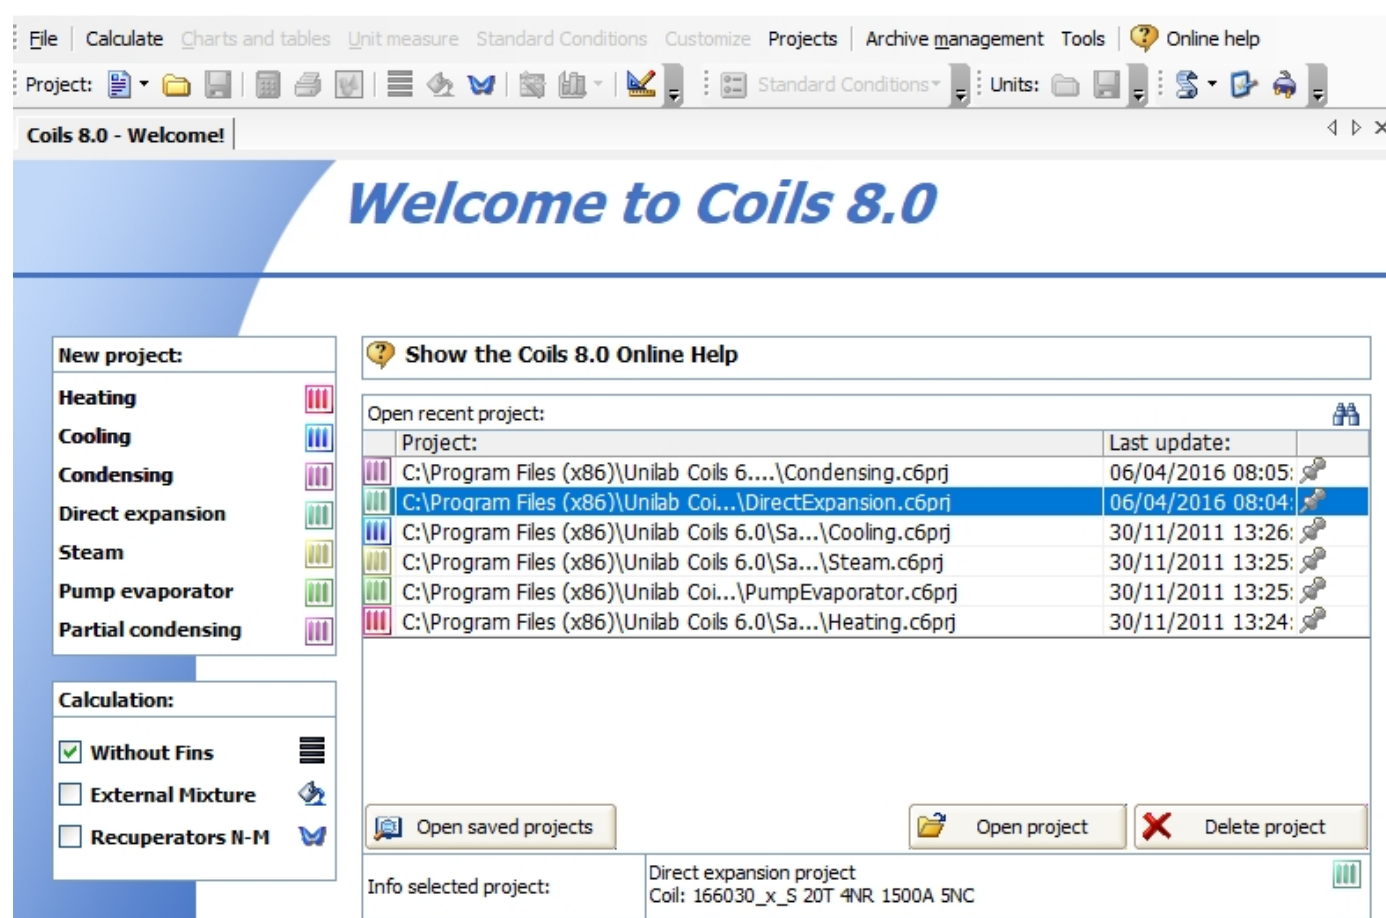 File Calculate Charts and tables Unit measure Standard Conditions Customize Projects Archive management Tools Online help
Project: Standard Conditions Units:
Coils 8.0 - Welcome!
Welcome to Coils 8.0
New project:
Heating
Cooling
Condensing
Direct expansion
Steam
Pump evaporator
Partial condensing
Calculation:
Without Fins
External Mixture
Recuperators N-M
Show the Coils 8.0 Online Help
Open recent project:
Project: Last update:
C:\Program Files (x86)\Unilab Coils 6....\Condensing.c6prj 06/04/2016 08:05:
C:\Program Files (x86)\Unilab Coi...\DirectExpansion.c6prj 06/04/2016 08:04:
C:\Program Files (x86)\Unilab Coils 6.0\Sa...\Cooling.c6prj 30/11/2011 13:26:
C:\Program Files (x86)\Unilab Coils 6.0\Sa...\Steam.c6prj 30/11/2011 13:25:
C:\Program Files (x86)\Unilab Coi...\PumpEvaporator.c6prj 30/11/2011 13:25:
C:\Program Files (x86)\Unilab Coils 6.0\Sa...\Heating.c6prj 30/11/2011 13:24:
Open saved projects Open project Delete project
Info selected project:
Direct expansion project
Coil: 166030_x_S 20T 4NR 1500A 5NC